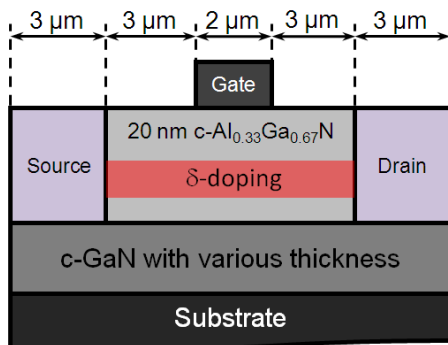 3 µm 3 µm 2 µm 3 µm 3 µm
Gate
20 nm c-Al₀.₃₃Ga₀.₆₇N
Source
δ-doping
Drain
c-GaN with various thickness
Substrate